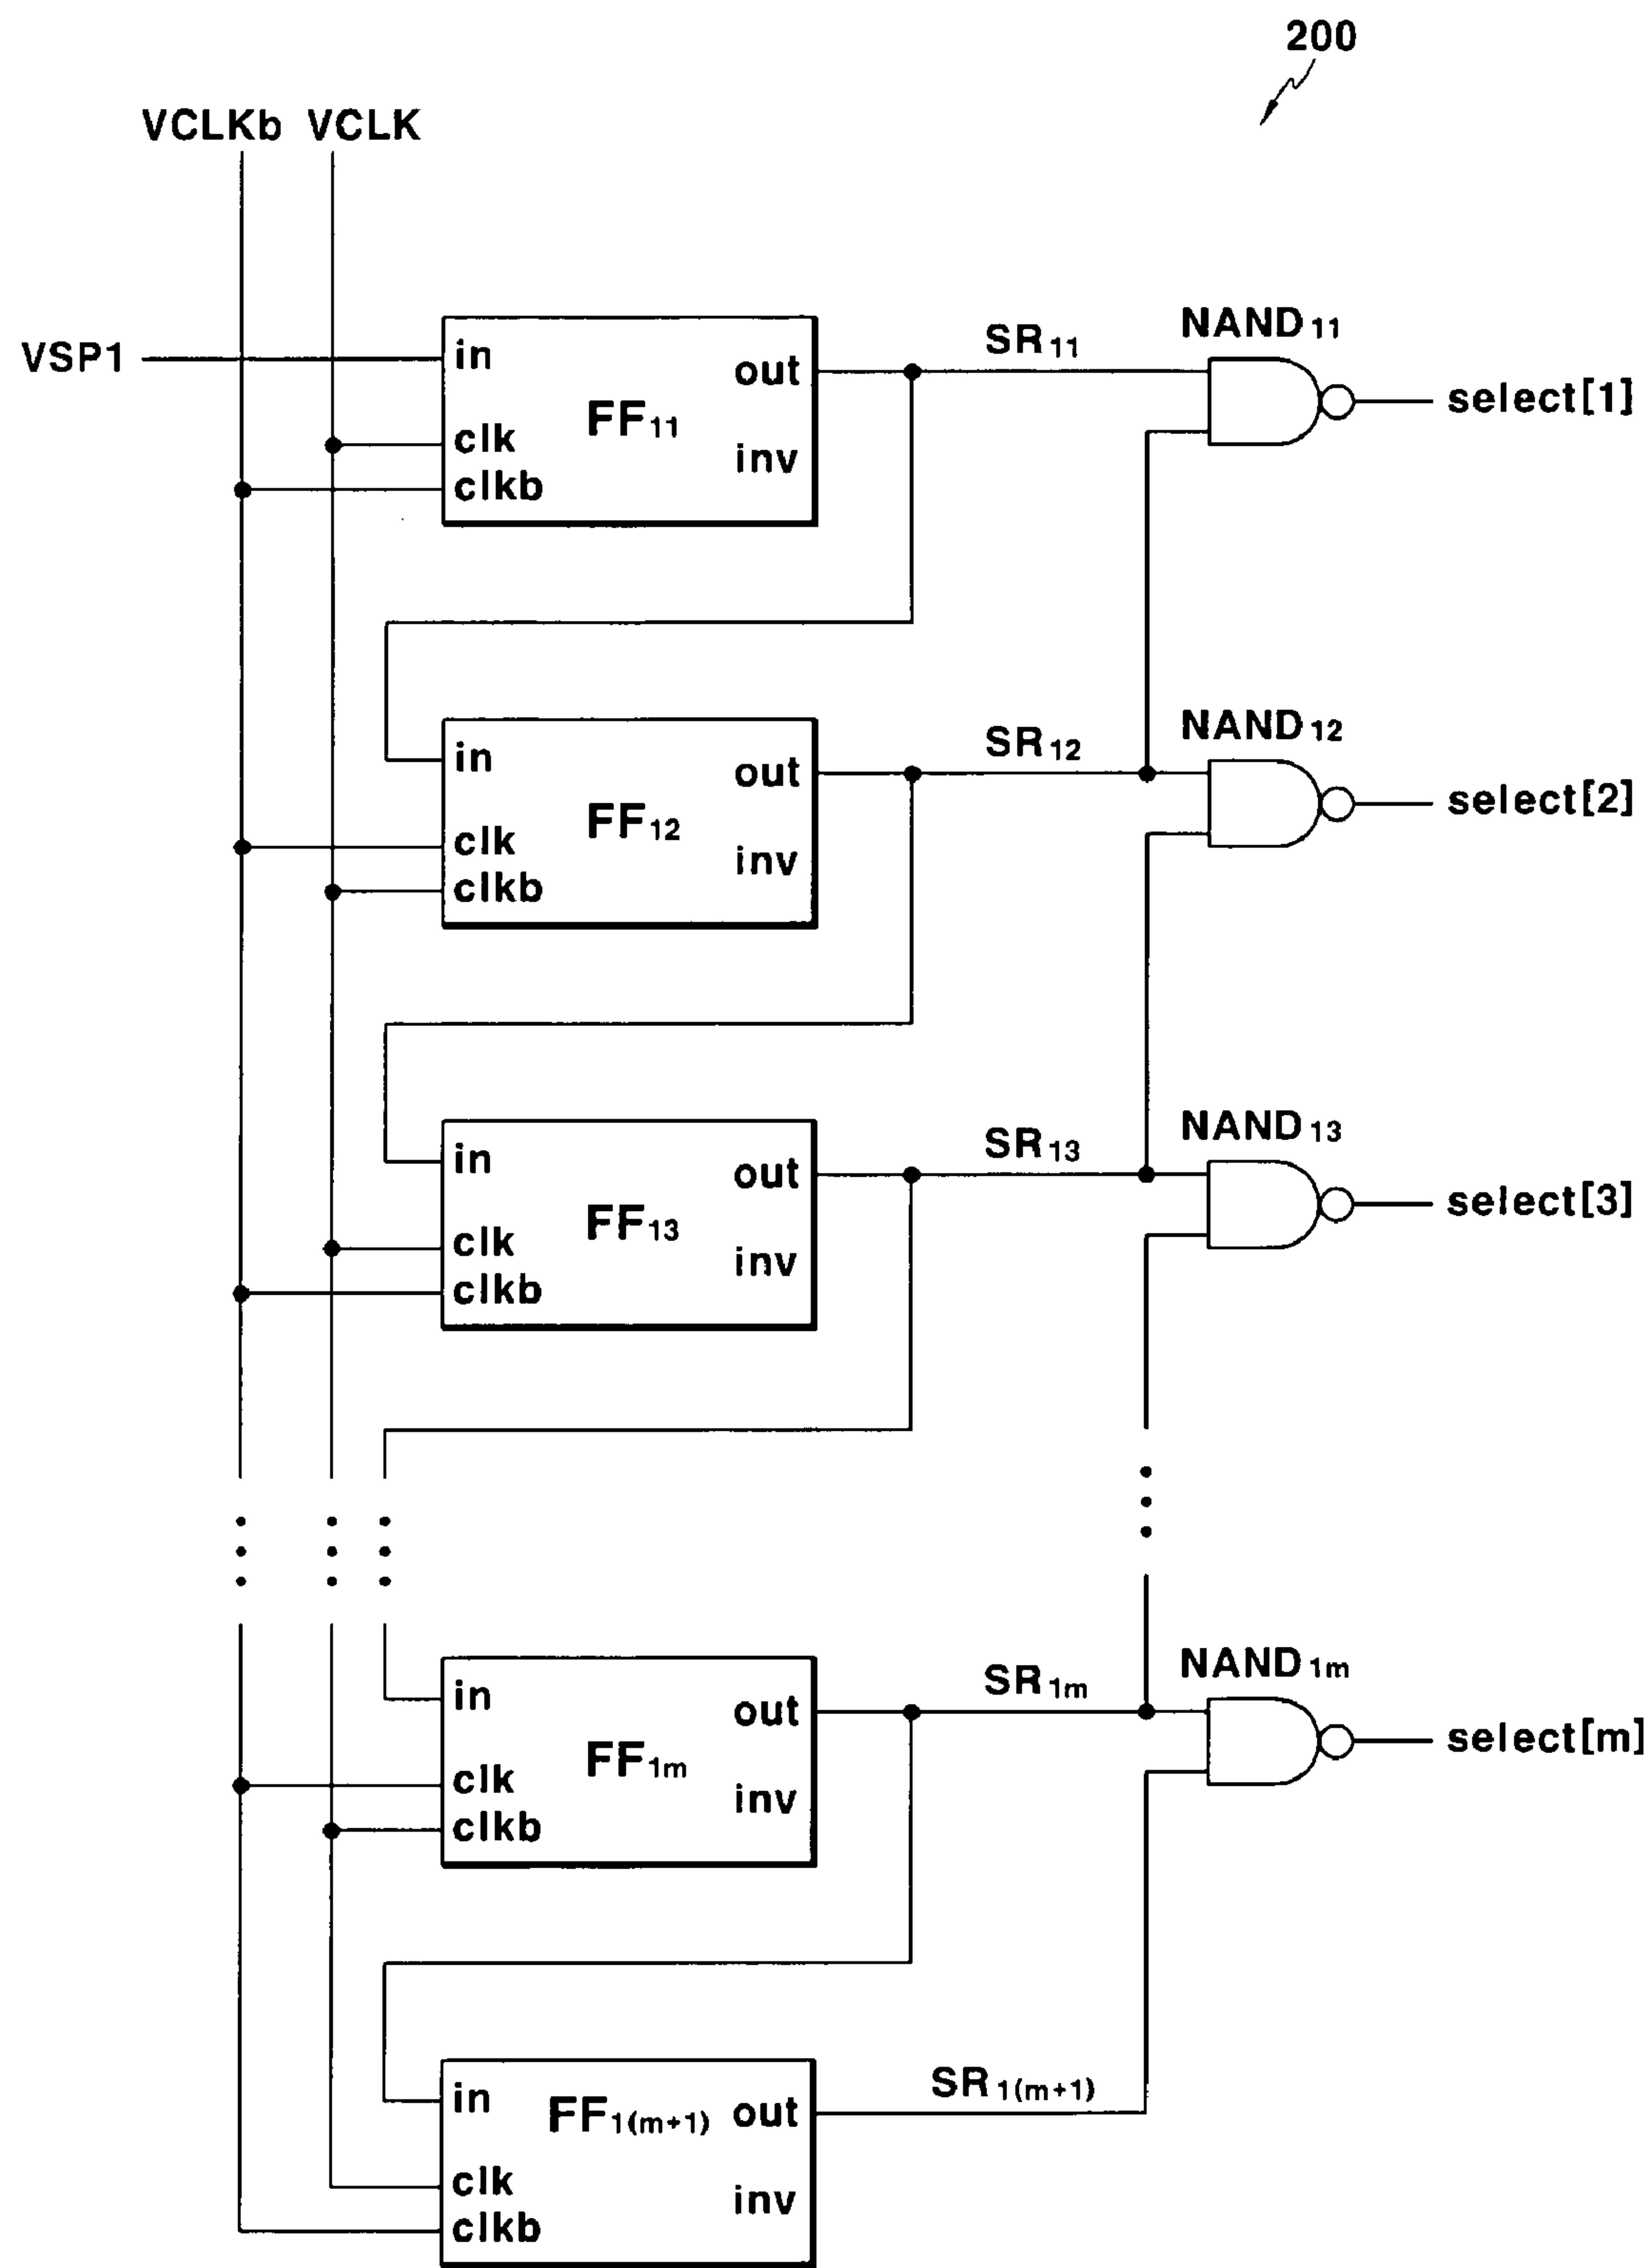 200
VCLKb VCLK
VSP1
in
clk
clkb
FF11
out
inv
SR11
NAND11
select[1]
in
clk
clkb
FF12
out
inv
SR12
NAND12
select[2]
in
clk
clkb
FF13
out
inv
SR13
NAND13
select[3]
in
clk
clkb
FF1m
out
inv
SR1m
NAND1m
select[m]
in
clk
clkb
FF1(m+1)
out
inv
SR1(m+1)